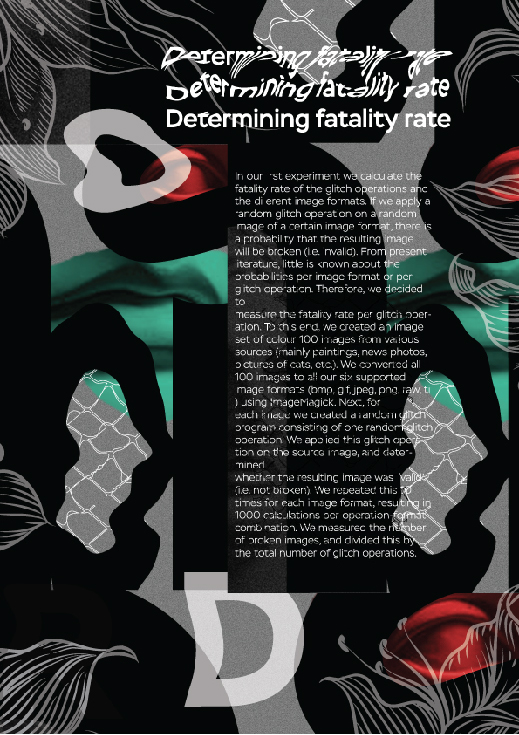 Determining fatality rate
Determining fatality rate
Determining fatality rate
In our rst experiment we calculate the
fatality rate of the glitch operations and
the di erent image formats. If we apply a
random glitch operation on a random
image of a certain image format, there is
a probability that the resulting image
will be broken (i.e. invalid). From present
literature, little is known about the
probabilities per image format or per
glitch operation. Therefore, we decided
to
measure the fatality rate per glitch oper-
ation. To this end, we created an image
set of colour 100 images from various
sources (mainly paintings, news photos,
pictures of cats, etc.). We converted all
100 images to all our six supported
image formats (bmp, gif, jpeg, png, raw, ti
) using ImageMagick. Next, for
each image we created a random glitch
program consisting of one random glitch
operation. We applied this glitch opera-
tion on the source image, and deter-
mined
whether the resulting image was 'valid'
(i.e. not broken). We repeated this 10
times for each image format, resulting in
1000 calculations per operation-format
combination. We measured the number
of broken images, and divided this by
the total number of glitch operations.
D